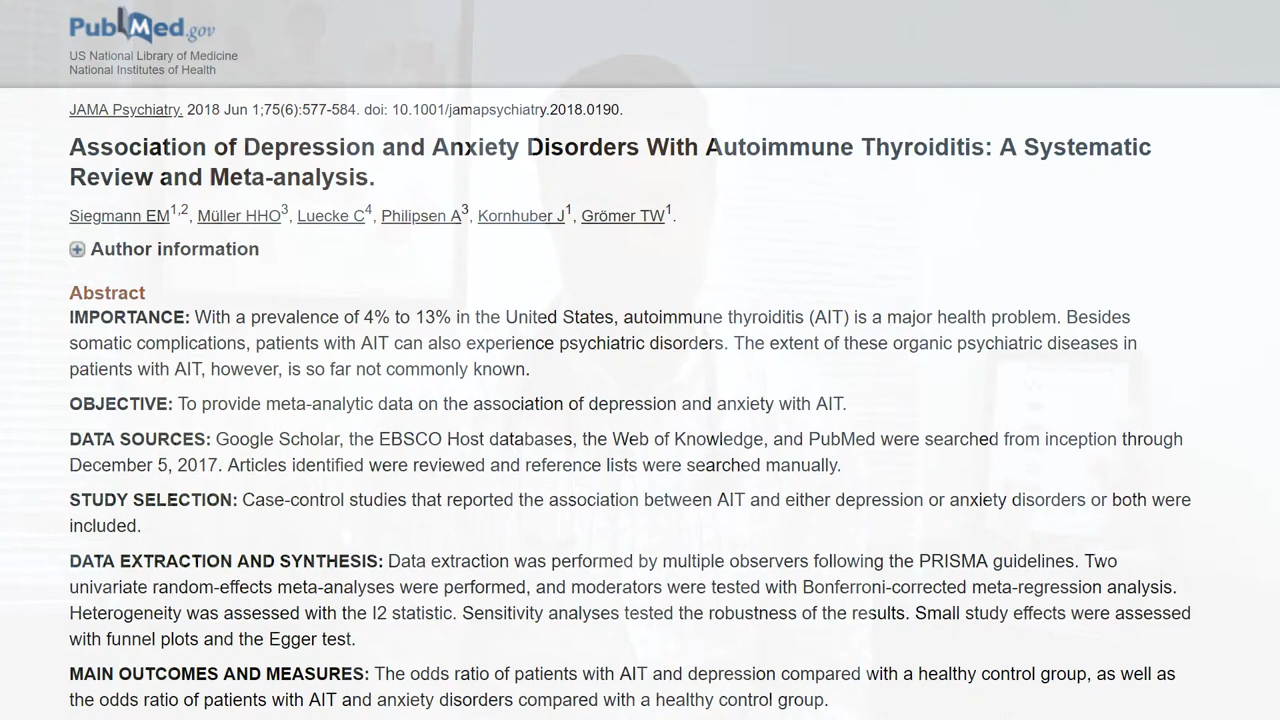 PubMed.gov
US National Library of Medicine
National Institutes of Health
JAMA Psychiatry. 2018 Jun 1;75(6):577-584. doi: 10.1001/jamapsychiatry.2018.0190.
Association of Depression and Anxiety Disorders With Autoimmune Thyroiditis: A Systematic
Review and Meta-analysis.
Siegmann EM1,2, Müller HHO3, Luecke C4, Philipsen A3, Kornhuber J1, Grömer TW1.
Author information
Abstract
IMPORTANCE: With a prevalence of 4% to 13% in the United States, autoimmune thyroiditis (AIT) is a major health problem. Besides
somatic complications, patients with AIT can also experience psychiatric disorders. The extent of these organic psychiatric diseases in
patients with AIT, however, is so far not commonly known.
OBJECTIVE: To provide meta-analytic data on the association of depression and anxiety with AIT.
DATA SOURCES: Google Scholar, the EBSCO Host databases, the Web of Knowledge, and PubMed were searched from inception through
December 5, 2017. Articles identified were reviewed and reference lists were searched manually.
STUDY SELECTION: Case-control studies that reported the association between AIT and either depression or anxiety disorders or both were
included.
DATA EXTRACTION AND SYNTHESIS: Data extraction was performed by multiple observers following the PRISMA guidelines. Two
univariate random-effects meta-analyses were performed, and moderators were tested with Bonferroni-corrected meta-regression analysis.
Heterogeneity was assessed with the I2 statistic. Sensitivity analyses tested the robustness of the results. Small study effects were assessed
with funnel plots and the Egger test.
MAIN OUTCOMES AND MEASURES: The odds ratio of patients with AIT and depression compared with a healthy control group, as well as
the odds ratio of patients with AIT and anxiety disorders compared with a healthy control group.